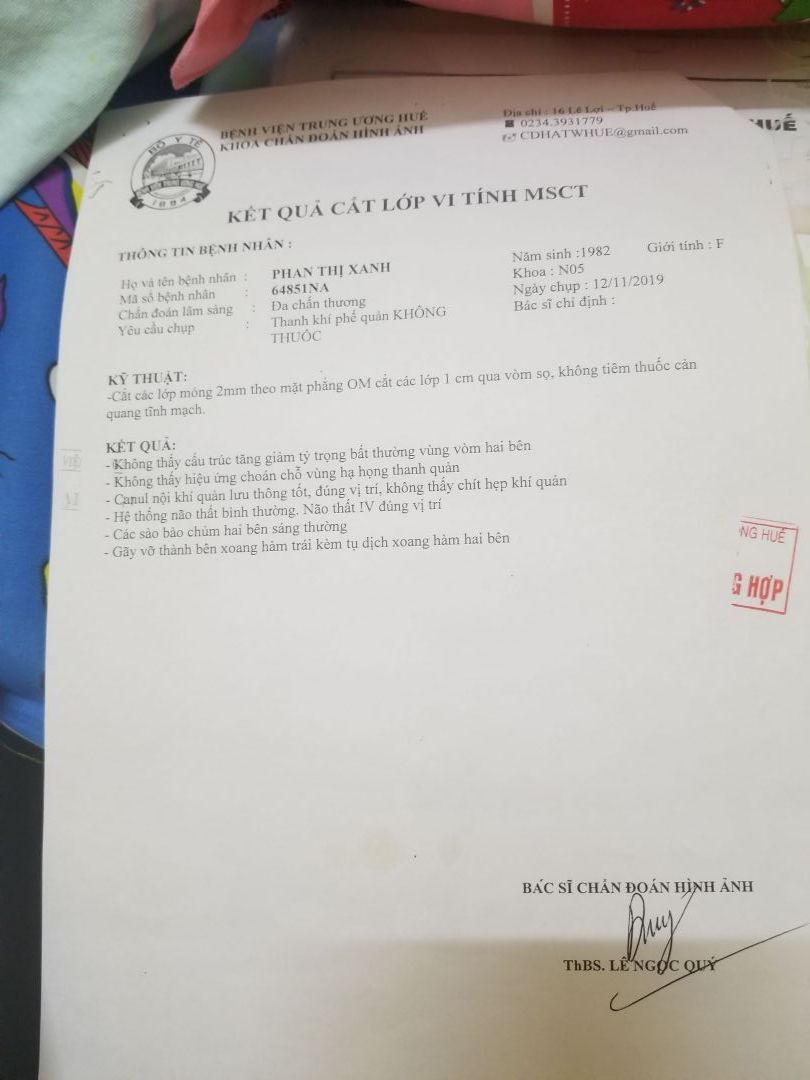 BỆNH VIỆN TRUNG ƯƠNG HUẾ
KHOA CHẨN ĐOÁN HÌNH ẢNH
Địa chỉ : 16 Lê Lợi – Tp.Huế
0234.3931779
CDHATWHUE@gmail.com
HUẾ
BỘ Y TẾ
1894
KẾT QUẢ CẮT LỚP VI TÍNH MSCT
THÔNG TIN BỆNH NHÂN :
Họ và tên bệnh nhân : PHAN THỊ XANH
Mã số bệnh nhân : 64851NA
Chẩn đoán lâm sàng : Đa chấn thương
Yêu cầu chụp : Thanh khí phế quản KHÔNG
THUỐC
Năm sinh :1982 Giới tính : F
Khoa : N05
Ngày chụp : 12/11/2019
Bác sĩ chỉ định :
KỸ THUẬT:
-Cắt các lớp mỏng 2mm theo mặt phẳng OM cắt các lớp 1 cm qua vòm sọ, không tiêm thuốc cản
quang tĩnh mạch.
KẾT QUẢ:
- Không thấy cấu trúc tăng giảm tỷ trọng bất thường vùng vòm hai bên
- Không thấy hiệu ứng choán chỗ vùng hạ họng thanh quản
- Canul nội khí quản lưu thông tốt, đúng vị trí, không thấy chít hẹp khí quản
- Hệ thống não thất bình thường. Não thất IV đúng vị trí
- Các sào bào chũm hai bên sáng thường
- Gãy vỡ thành bên xoang hàm trái kèm tụ dịch xoang hàm hai bên
NG HUẾ
G HỢP
BÁC SĨ CHẨN ĐOÁN HÌNH ẢNH
ThBS. LÊ NGỌC QUÝ